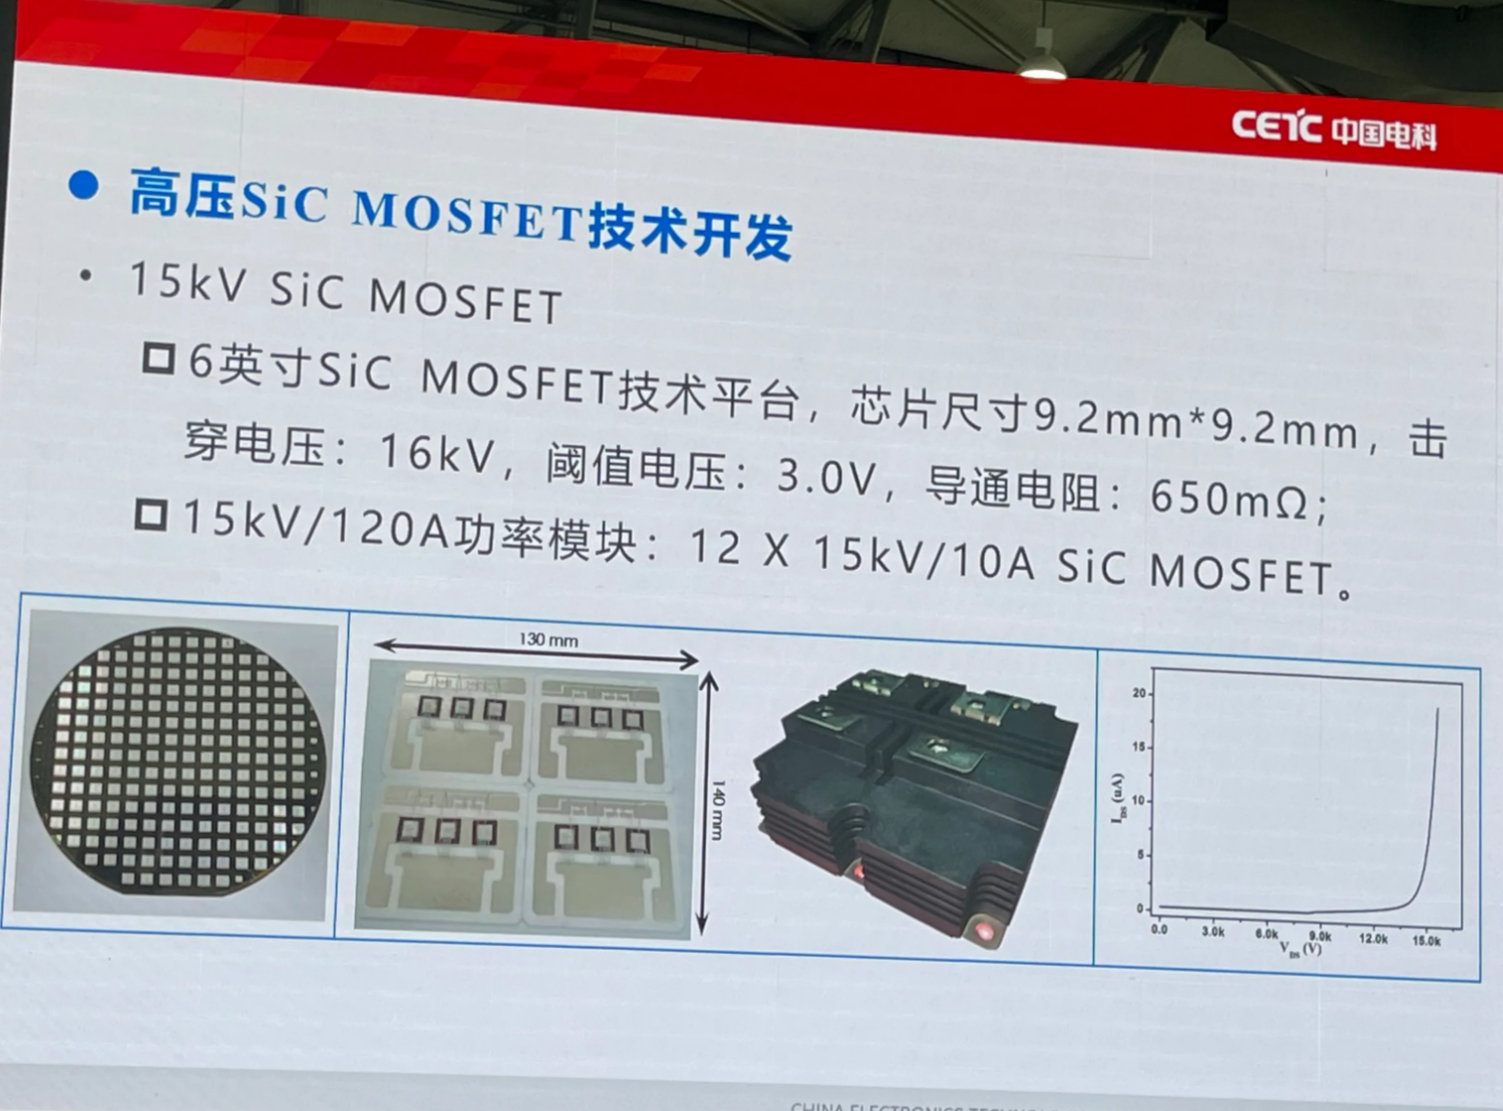 CETC 中国电科
● 高压SiC MOSFET技术开发
• 15kV SiC MOSFET
6英寸SiC MOSFET技术平台，芯片尺寸9.2mm*9.2mm，击
穿电压：16kV，阈值电压：3.0V，导通电阻：650mΩ；
15kV/120A功率模块：12 X 15kV/10A SiC MOSFET。
130 mm
140 mm
20
15
10
5
0
I_DS (uA)
0.0 3.0k 6.0k 9.0k 12.0k 15.0k
V_DS (V)
CHINA ELECTRONICS